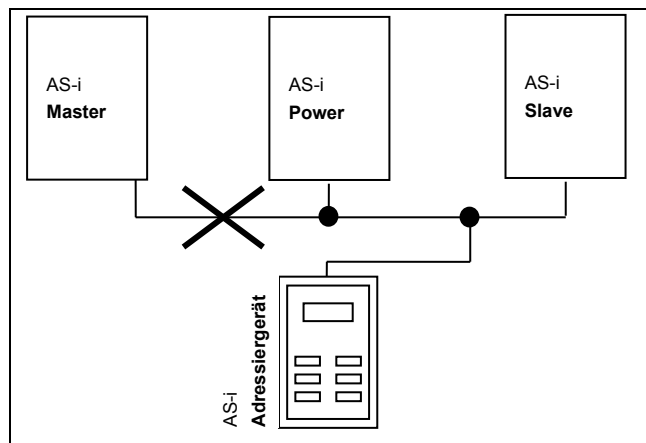 AS-i
Master
AS-i
Power
AS-i
Slave
AS-i
Adressiergerät